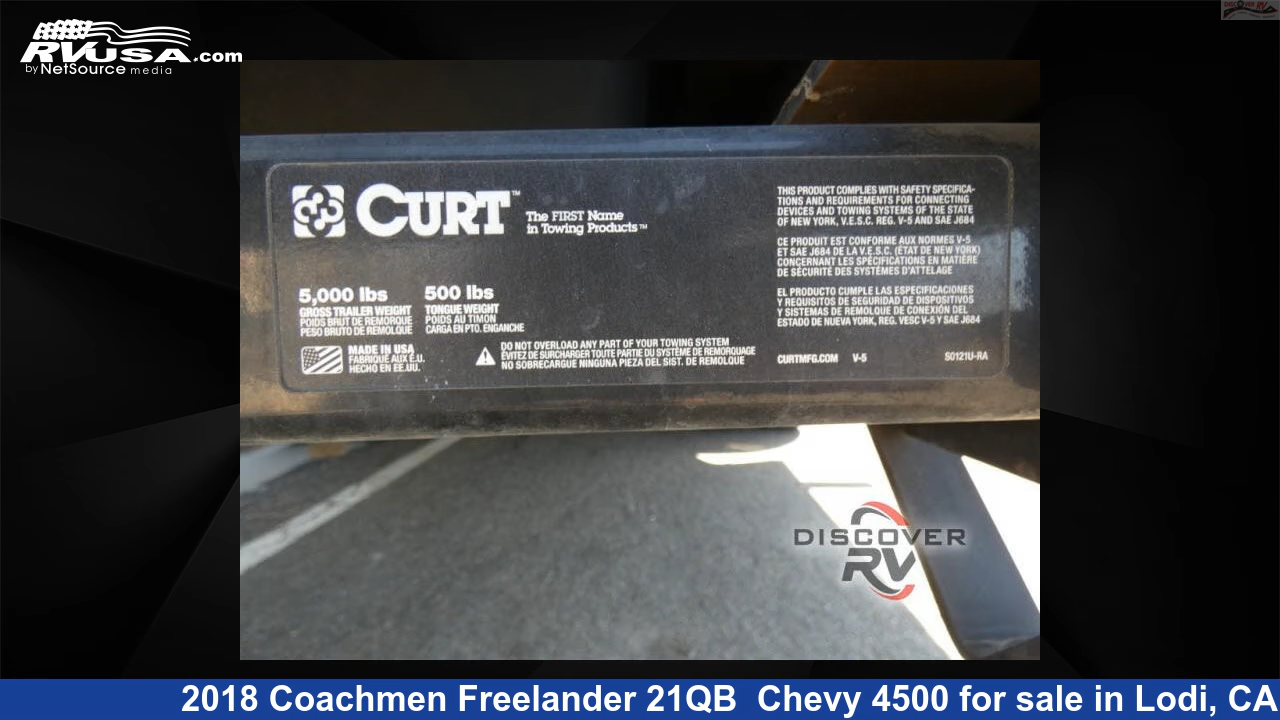 RVUSA.com
by NetSource media
DISCOVER RV
CURT™
The FIRST Name
in Towing Products™
5,000 lbs
GROSS TRAILER WEIGHT
POIDS BRUT DE REMORQUE
PESO BRUTO DE REMOLQUE
500 lbs
TONGUE WEIGHT
POIDS AU TIMON
CARGA EN PTO. ENGANCHE
MADE IN USA
FABRIQUÉ AUX É.U.
HECHO EN EE.UU.
DO NOT OVERLOAD ANY PART OF YOUR TOWING SYSTEM
ÉVITEZ DE SURCHARGER TOUTE PARTIE DU SYSTÈME DE REMORQUAGE
NO SOBRECARGUE NINGUNA PIEZA DEL SIST. DE REMOLQUE
THIS PRODUCT COMPLIES WITH SAFETY SPECIFICA-
TIONS AND REQUIREMENTS FOR CONNECTING
DEVICES AND TOWING SYSTEMS OF THE STATE
OF NEW YORK, V.E.S.C. REG. V-5 AND SAE J684
CE PRODUIT EST CONFORME AUX NORMES V-5
ET SAE J684 DE LA V.E.S.C. (ÉTAT DE NEW YORK)
CONCERNANT LES SPÉCIFICATIONS EN MATIÈRE
DE SÉCURITÉ DES SYSTÈMES D'ATTELAGE
EL PRODUCTO CUMPLE LAS ESPECIFICACIONES
Y REQUISITOS DE SEGURIDAD DE DISPOSITIVOS
Y SISTEMAS DE REMOLQUE DE CONEXIÓN DEL
ESTADO DE NUEVA YORK, REG. VESC V-5 Y SAE J684
CURTMFG.COM V-5 S0121U-RA
DISCOVER
RV
2018 Coachmen Freelander 21QB Chevy 4500 for sale in Lodi, CA